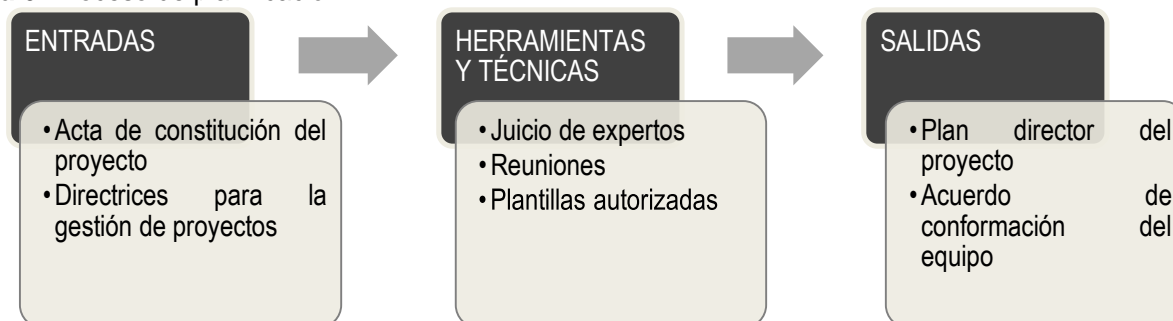 ENTRADAS
• Acta de constitución del
proyecto
• Directrices para la
gestión de proyectos
HERRAMIENTAS
Y TÉCNICAS
• Juicio de expertos
• Reuniones
• Plantillas autorizadas
SALIDAS
• Plan director del
proyecto
• Acuerdo de
conformación del
equipo